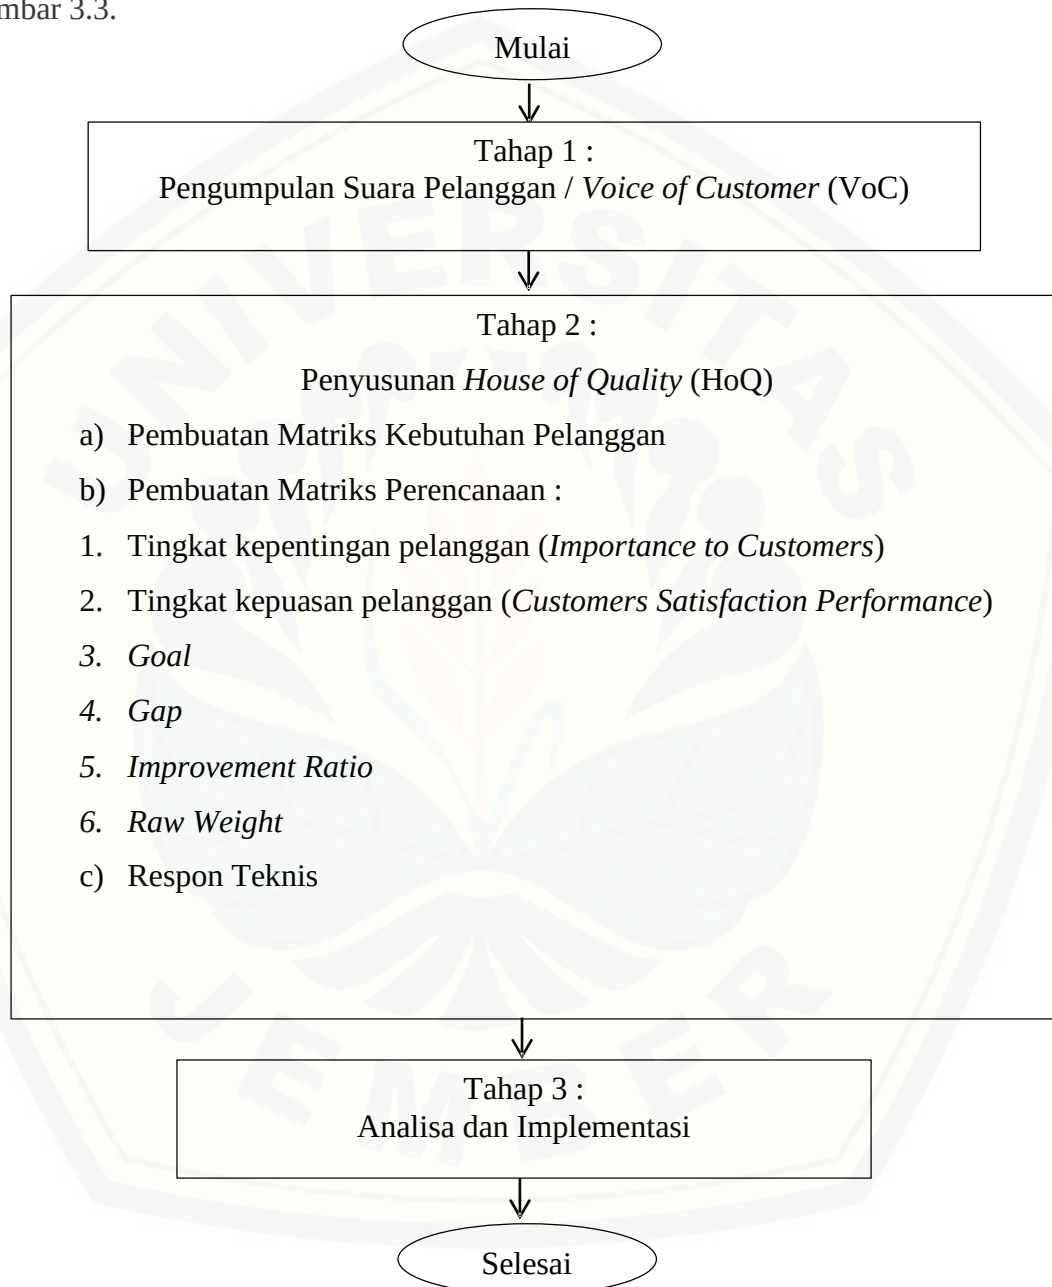 mbar 3.3.
Mulai
Tahap 1 :
Pengumpulan Suara Pelanggan / Voice of Customer (VoC)
Tahap 2 :
Penyusunan House of Quality (HoQ)
a) Pembuatan Matriks Kebutuhan Pelanggan
b) Pembuatan Matriks Perencanaan :
1. Tingkat kepentingan pelanggan (Importance to Customers)
2. Tingkat kepuasan pelanggan (Customers Satisfaction Performance)
3. Goal
4. Gap
5. Improvement Ratio
6. Raw Weight
c) Respon Teknis
Tahap 3 :
Analisa dan Implementasi
Selesai
UNIVERSITAS
JEMBER